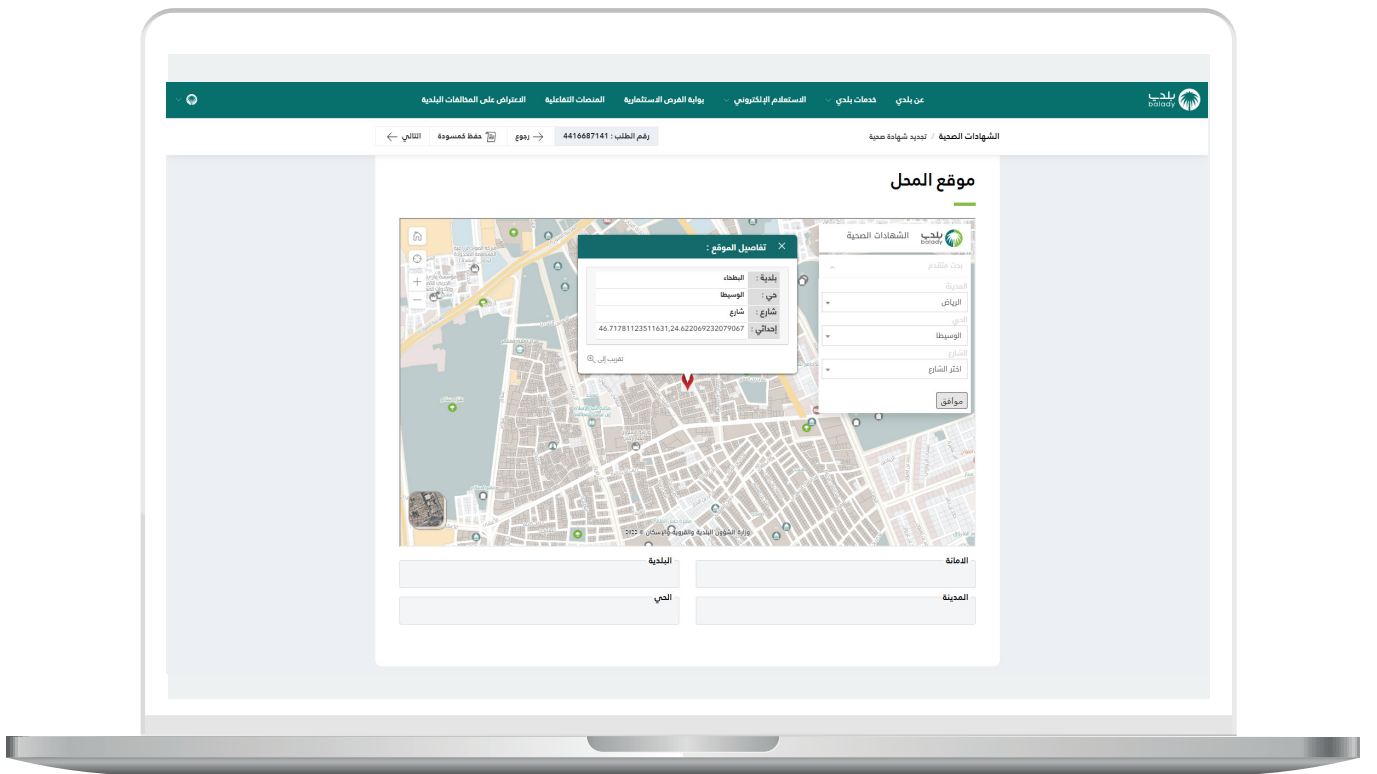 بلدي
balady
عن بلدي
خدمات بلدي
الاستعلام الإلكتروني
بوابة الفرص الاستثمارية
المنصات التفاعلية
الاعتراض على المخالفات البلدية
الشهادات الصحية / تجديد شهادة صحية
رقم الطلب : 4416687141
رجوع
حفظ كمسودة
التالي
موقع المحل
بلدي
balady
الشهادات الصحية
بحث متقدم
المدينة
الرياض
الحي
الوسيطا
الشارع
اختر الشارع
موافق
تفاصيل الموقع :
بلدية : البطحاء
حي : الوسيطا
شارع : شارع
إحداثي : 46.71781123511631,24.622069232079067
تقريب إلى
وزارة الشؤون البلدية والقروية والإسكان © 2022
الامانة
البلدية
المدينة
الحي